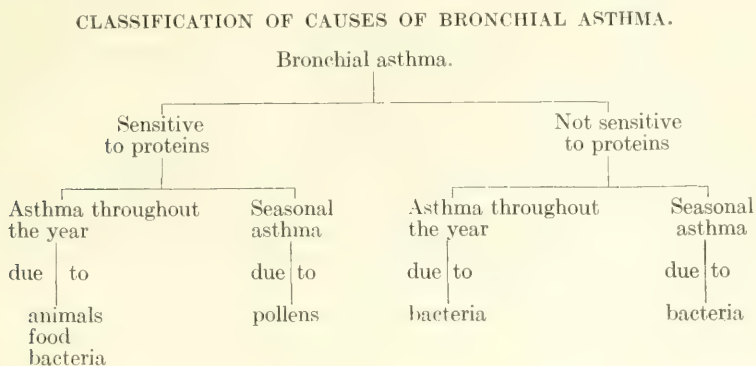 CLASSIFICATION OF CAUSES OF BRONCHIAL ASTHMA.
Bronchial asthma.
Sensitive
to proteins
Not sensitive
to proteins
Asthma throughout
the year
Seasonal
asthma
Asthma throughout
the year
Seasonal
asthma
due to
due to
due to
due to
animals
food
bacteria
pollens
bacteria
bacteria